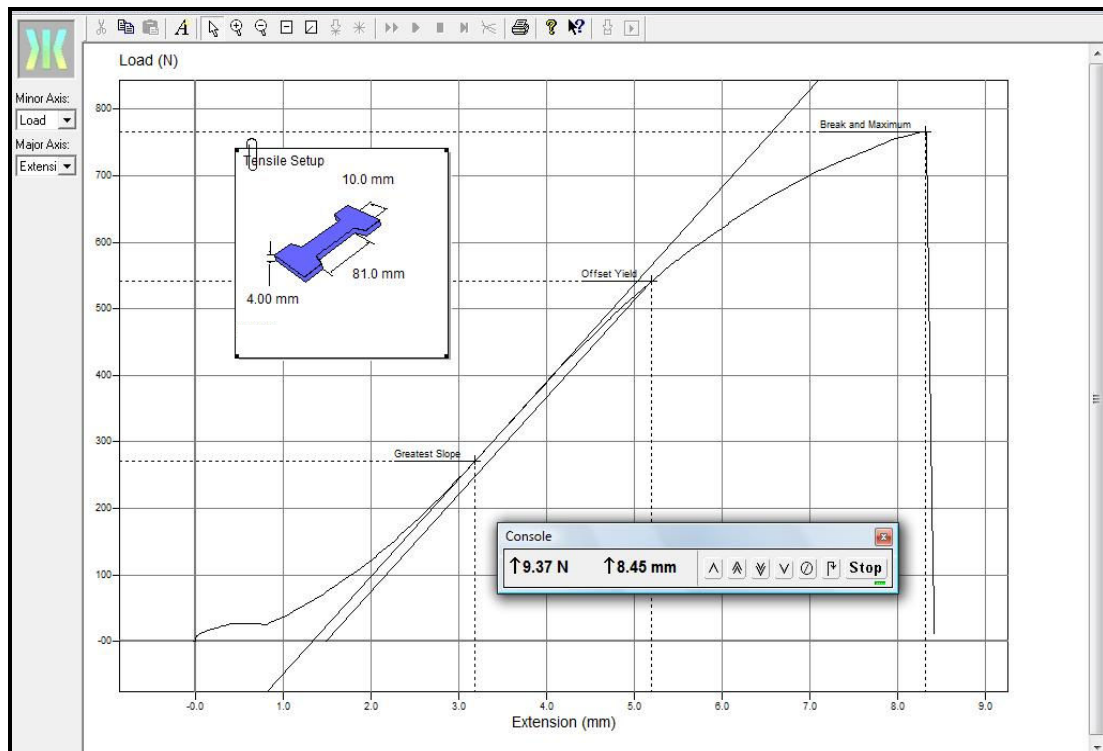 Minor Axis:
Load
Major Axis:
Extensi
Load (N)
800
700
600
500
400
300
200
100
-00
-0.0 1.0 2.0 3.0 4.0 5.0 6.0 7.0 8.0 9.0
Extension (mm)
Tensile Setup
10.0 mm
81.0 mm
4.00 mm
Break and Maximum
Offset Yield
Greatest Slope
Console
↑9.37 N ↑8.45 mm Stop